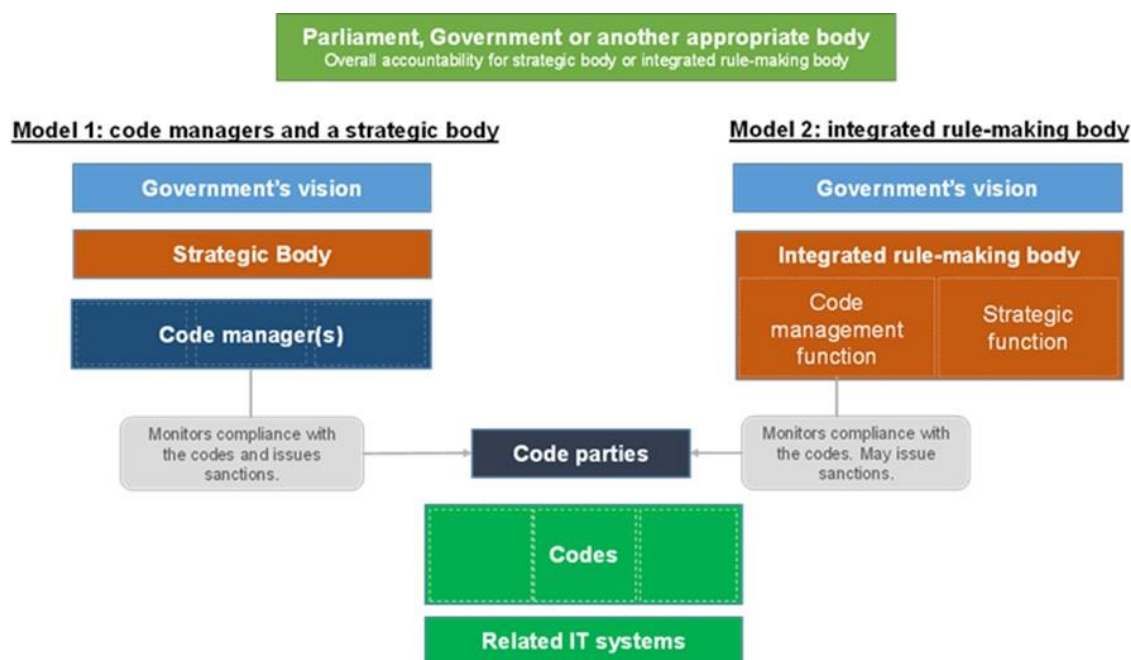 Parliament, Government or another appropriate body
Overall accountability for strategic body or integrated rule-making body
Model 1: code managers and a strategic body
Government's vision
Strategic Body
Code manager(s)
Monitors compliance with
the codes and issues
sanctions.
Model 2: integrated rule-making body
Government's vision
Integrated rule-making body
Code
management
function
Strategic
function
Monitors compliance with
the codes. May issue
sanctions.
Code parties
Codes
Related IT systems